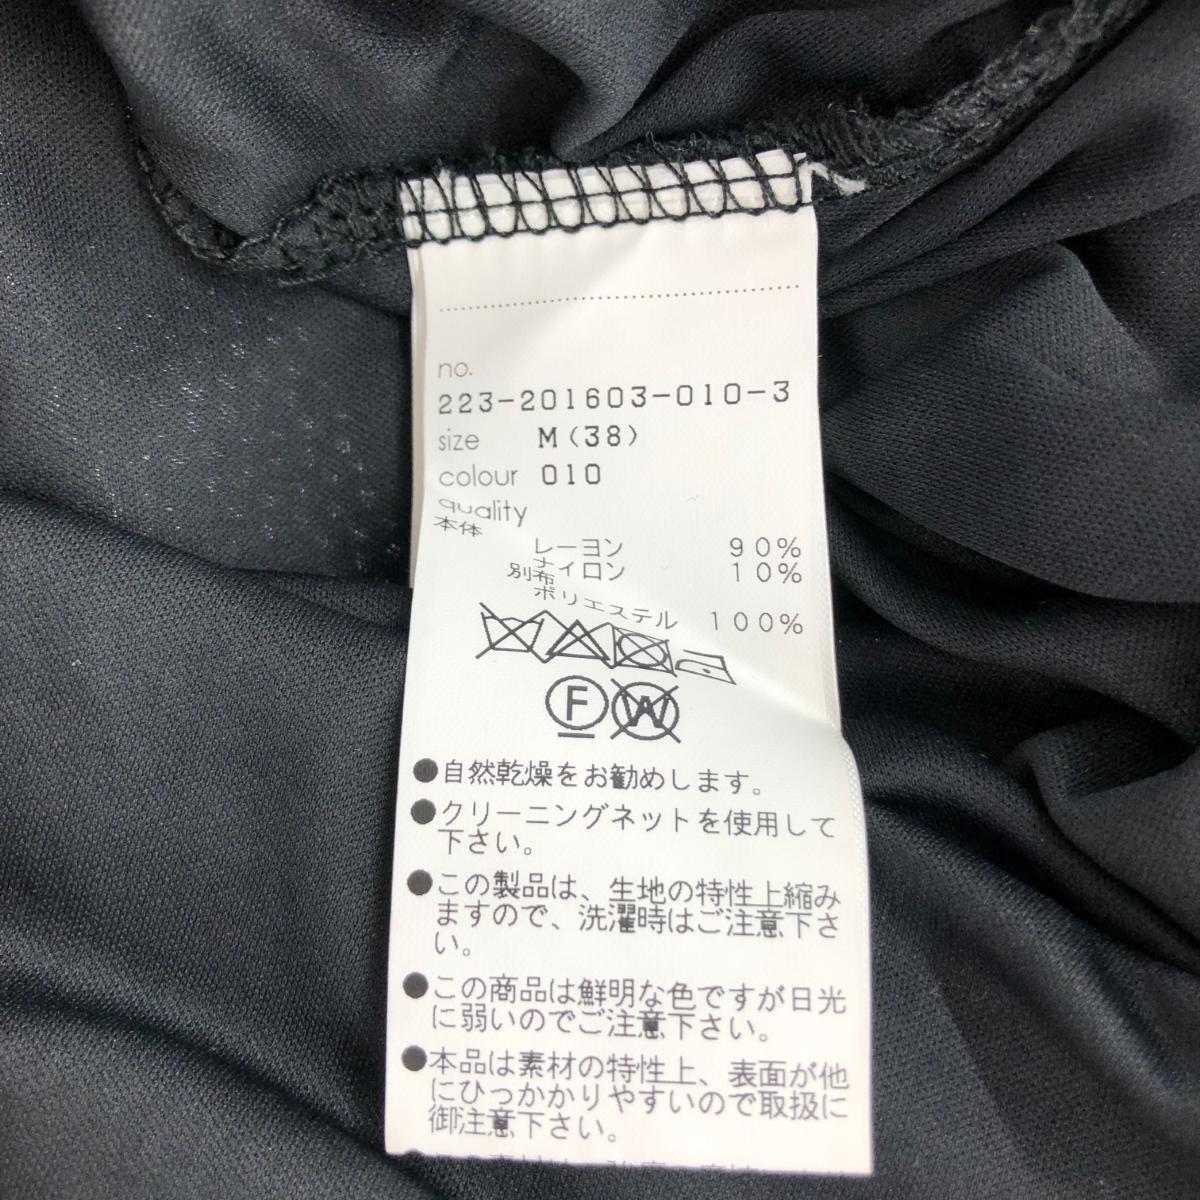 no.
223-201603-010-3
size M(38)
colour 010
quality
本体
レーヨン 90%
ナイロン 10%
別布
ポリエステル 100%
F W
●自然乾燥をお勧めします。
●クリーニングネットを使用して
下さい。
●この製品は、生地の特性上縮み
ますので、洗濯時はご注意下さ
い。
●この商品は鮮明な色ですが日光
に弱いのでご注意下さい。
●本品は素材の特性上、表面が他
にひっかかりやすいので取扱に
御注意下さい。